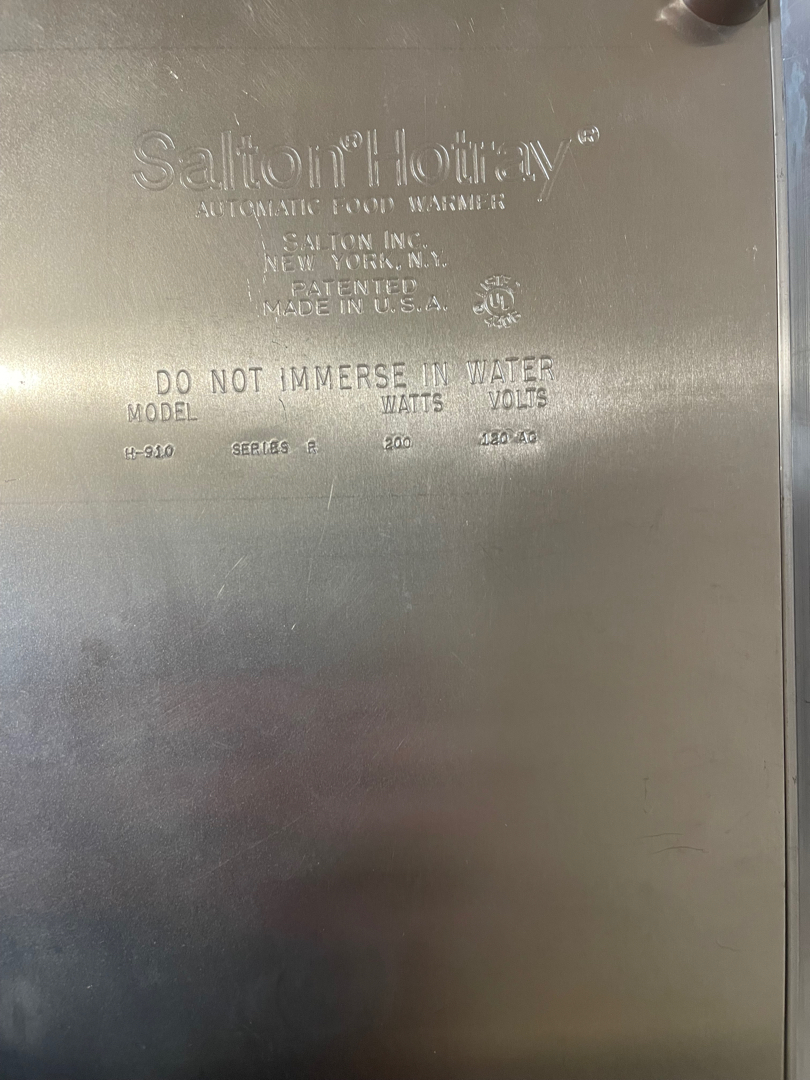 Salton® Hotray®
AUTOMATIC FOOD WARMER
SALTON INC.
NEW YORK, N.Y.
PATENTED
MADE IN U.S.A.
UL
DO NOT IMMERSE IN WATER
MODEL WATTS VOLTS
H-910 SERIES R 200 120 AC